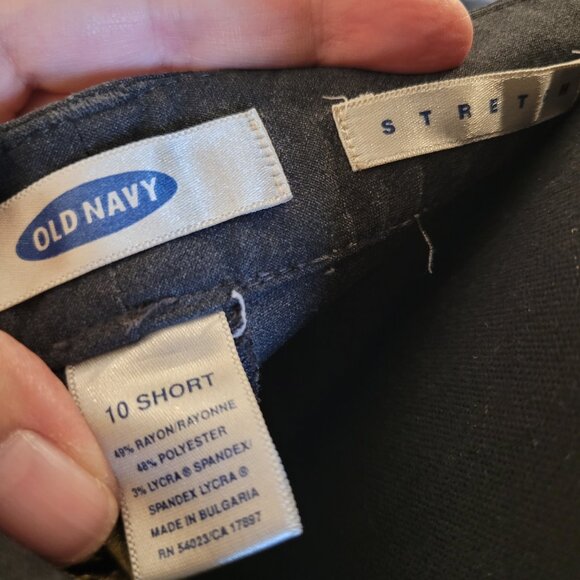 OLD NAVY
STRETCH
10 SHORT
49% RAYON/RAYONNE
48% POLYESTER
3% LYCRA® SPANDEX/
SPANDEX LYCRA®
MADE IN BULGARIA
RN 54023/CA 17897